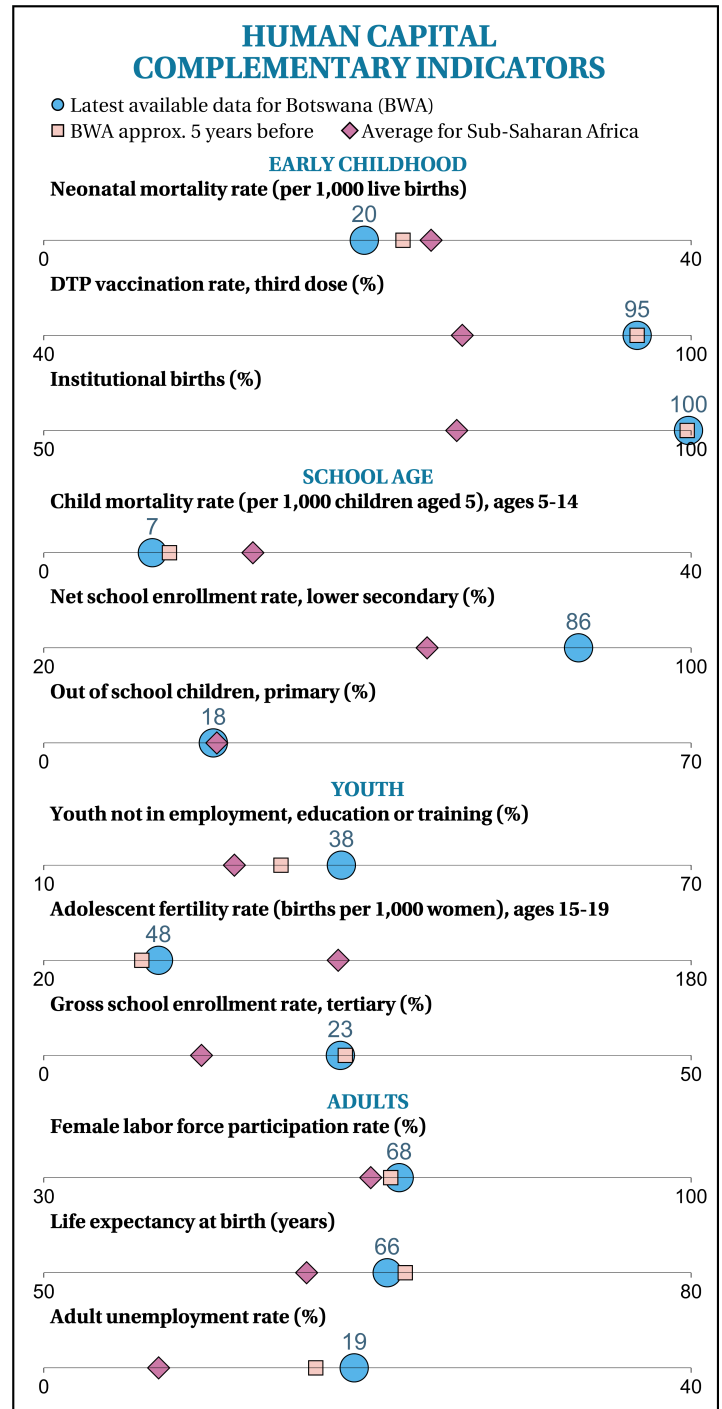 HUMAN CAPITAL
COMPLEMENTARY INDICATORS
Latest available data for Botswana (BWA)
BWA approx. 5 years before Average for Sub-Saharan Africa
EARLY CHILDHOOD
Neonatal mortality rate (per 1,000 live births)
20
0 40
DTP vaccination rate, third dose (%)
95
40 100
Institutional births (%)
100
50 100
SCHOOL AGE
Child mortality rate (per 1,000 children aged 5), ages 5-14
7
0 40
Net school enrollment rate, lower secondary (%)
86
20 100
Out of school children, primary (%)
18
0 70
YOUTH
Youth not in employment, education or training (%)
38
10 70
Adolescent fertility rate (births per 1,000 women), ages 15-19
48
20 180
Gross school enrollment rate, tertiary (%)
23
0 50
ADULTS
Female labor force participation rate (%)
68
30 100
Life expectancy at birth (years)
66
50 80
Adult unemployment rate (%)
19
0 40